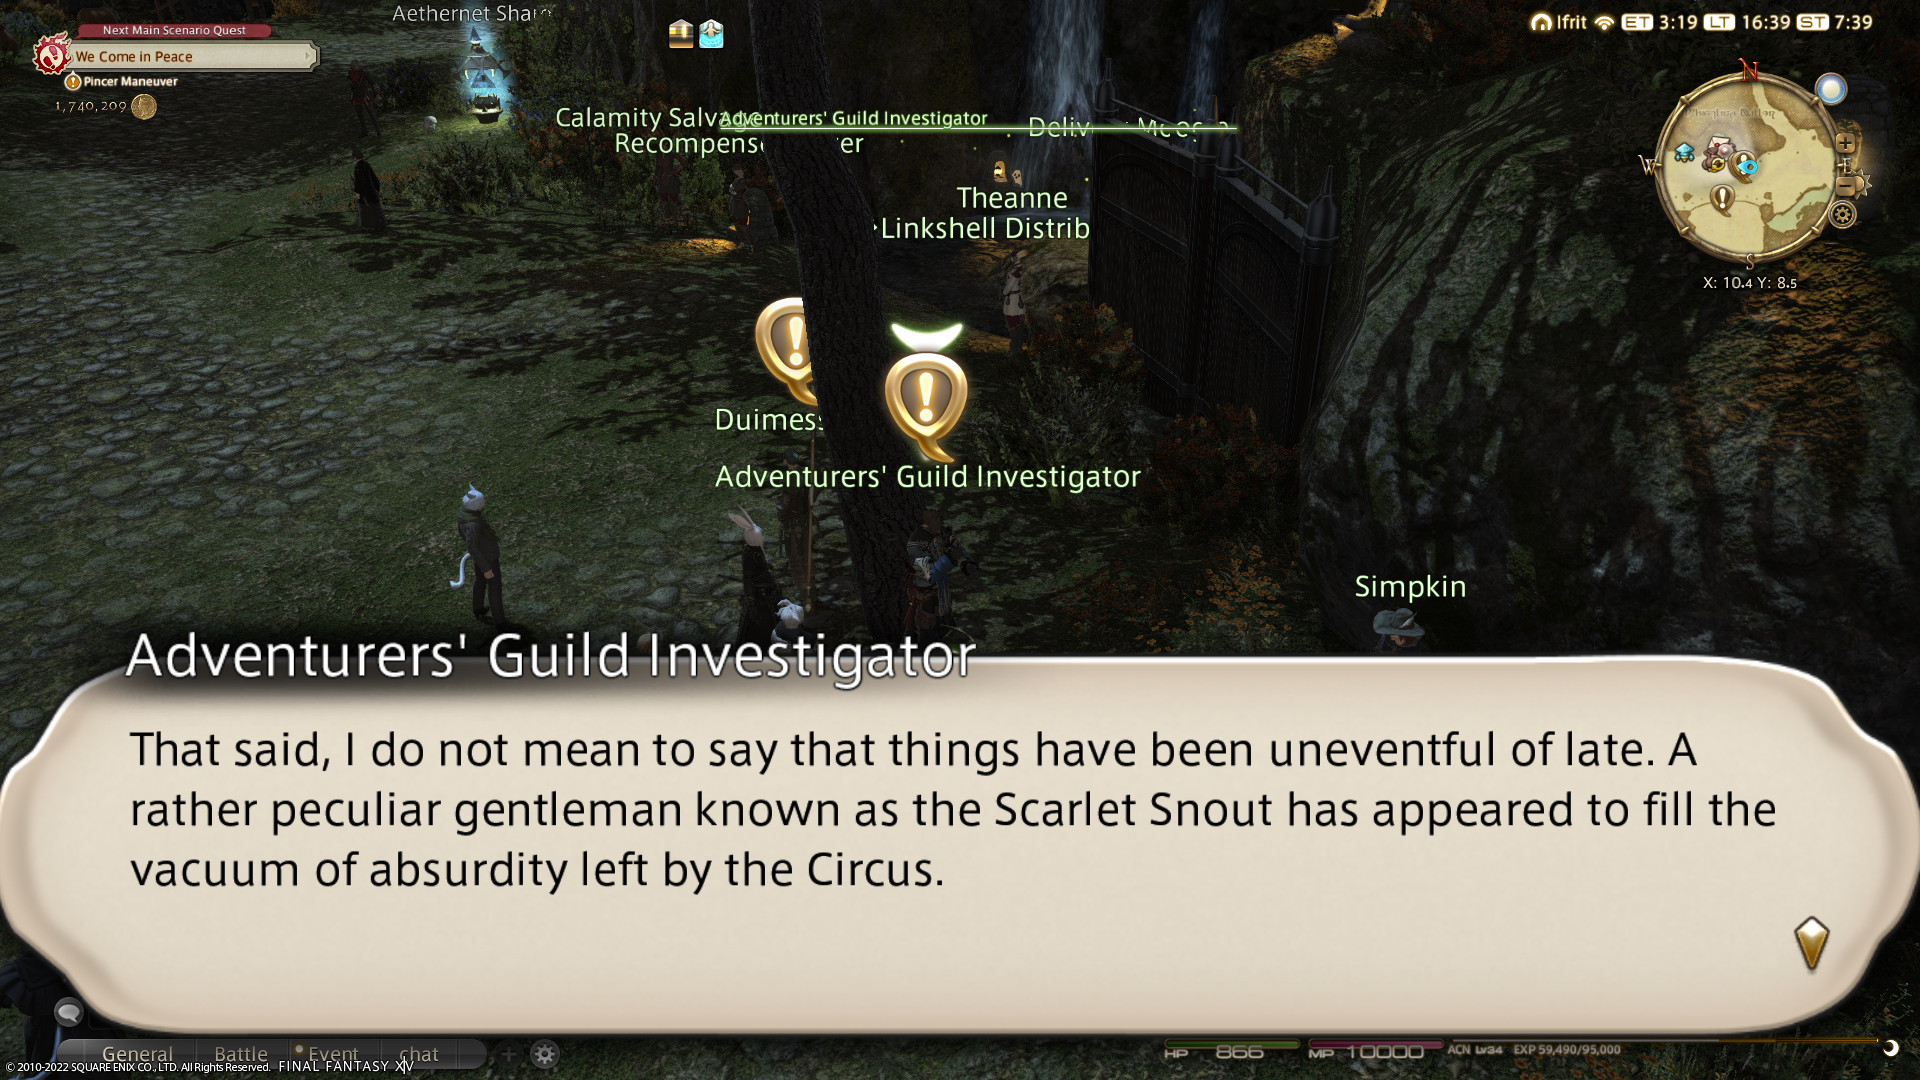 Next Main Scenario Quest
We Come in Peace
Pincer Maneuver
1,740,209
Aethernet Shar
Ifrit ET 3:19 LT 16:39 ST 7:39
N
W
E
S
X: 10.4 Y: 8.5
Calamity Salvage
Recompense er
Adventurers' Guild Investigator
Theanne
Linkshell Distrib
Duimess
Adventurers' Guild Investigator
Simpkin
Adventurers' Guild Investigator
That said, I do not mean to say that things have been uneventful of late. A
rather peculiar gentleman known as the Scarlet Snout has appeared to fill the
vacuum of absurdity left by the Circus.
General Battle Event chat
HP 866 MP 10000 ACN Lv34 EXP 59,490/95,000
© 2010-2022 SQUARE ENIX CO., LTD. All Rights Reserved. FINAL FANTASY XIV